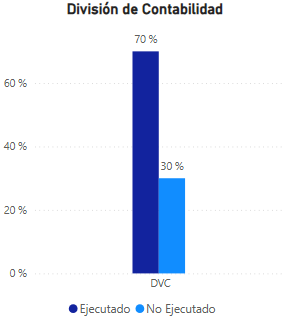 División de Contabilidad
70 %
60 %
40 %
30 %
20 %
0 %
DVC
Ejecutado No Ejecutado